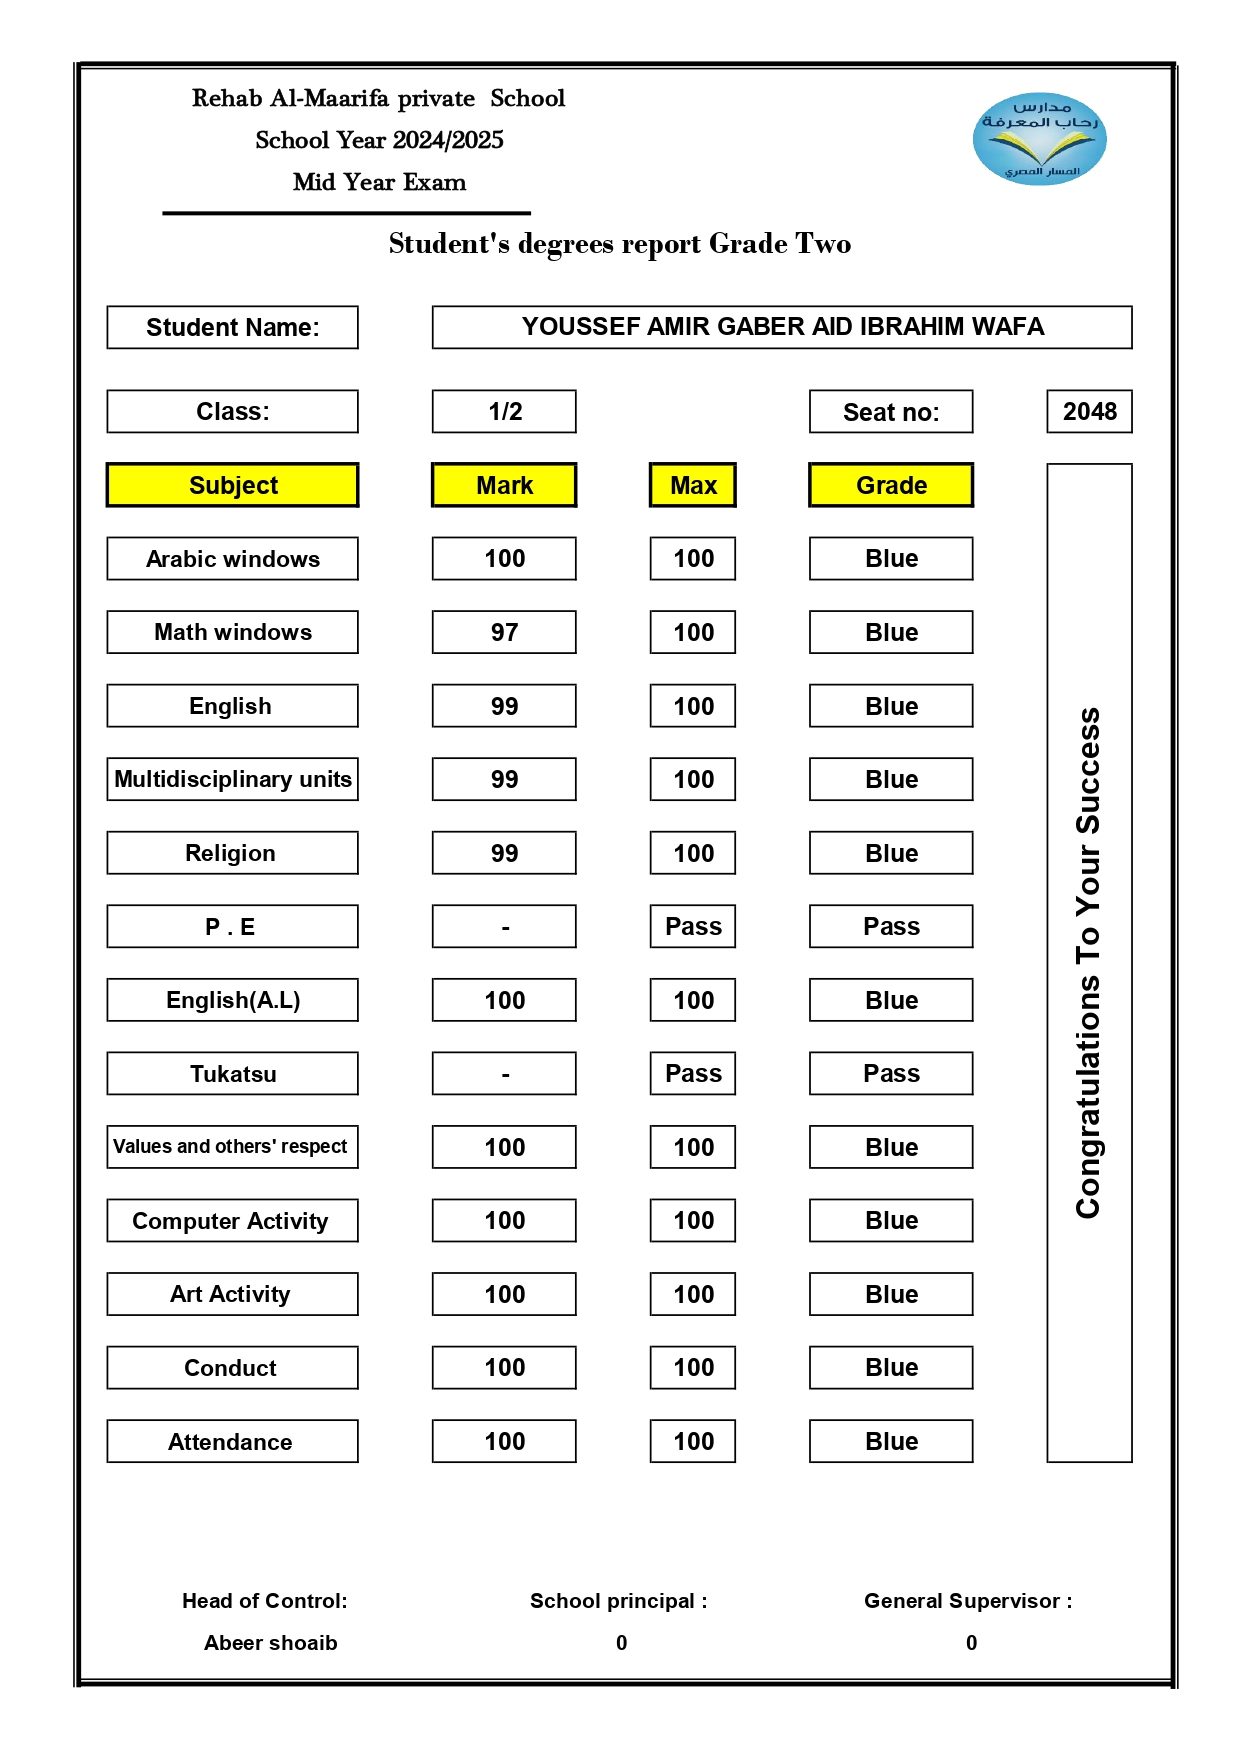 Rehab Al-Maarifa private School
School Year 2024/2025
Mid Year Exam
مدارس
رحاب المعرفة
المسار المصري
Student's degrees report Grade Two
Student Name: YOUSSEF AMIR GABER AID IBRAHIM WAFA
Class: 1/2 Seat no: 2048
Subject Mark Max Grade
Arabic windows 100 100 Blue
Math windows 97 100 Blue
English 99 100 Blue
Multidisciplinary units 99 100 Blue
Religion 99 100 Blue
P . E - Pass Pass
English(A.L) 100 100 Blue
Tukatsu - Pass Pass
Values and others' respect 100 100 Blue
Computer Activity 100 100 Blue
Art Activity 100 100 Blue
Conduct 100 100 Blue
Attendance 100 100 Blue
Congratulations To Your Success
Head of Control: School principal : General Supervisor :
Abeer shoaib 0 0